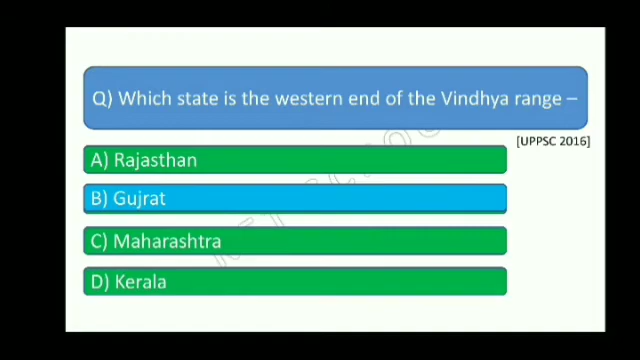 Q) Which state is the western end of the Vindhya range –
[UPPSC 2016]
A) Rajasthan
B) Gujrat
C) Maharashtra
D) Kerala